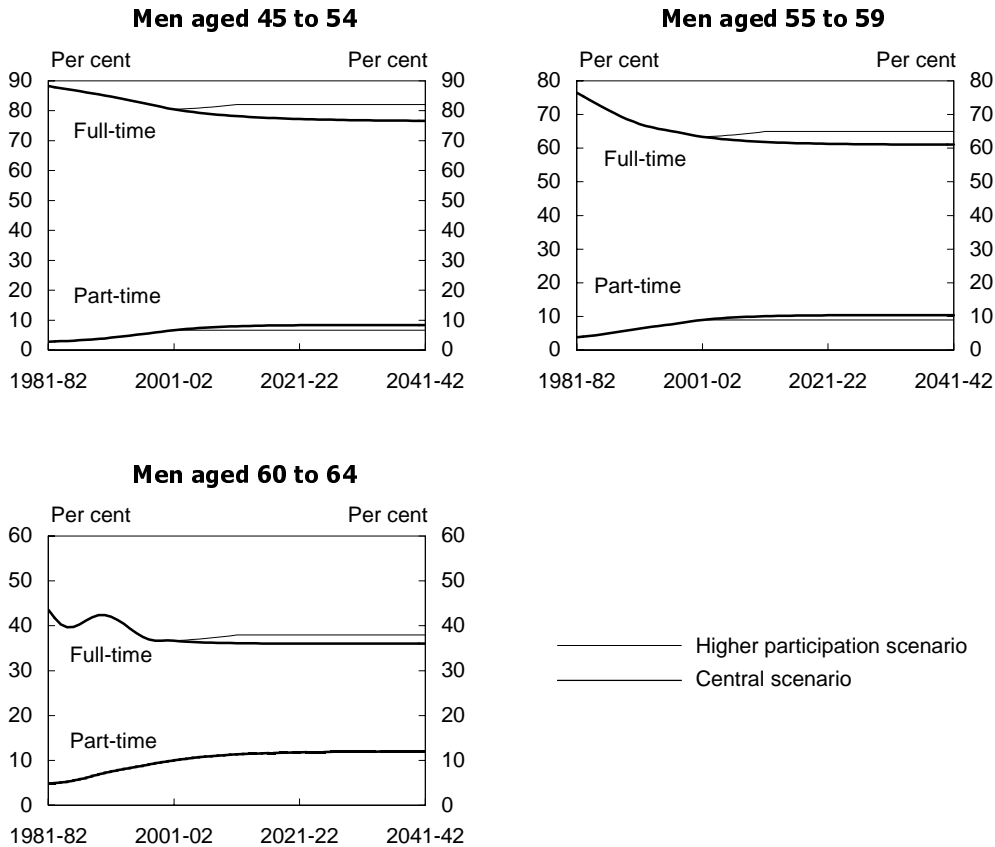 Men aged 45 to 54
Per cent Per cent
90 90
80 80
70 70
60 60
50 50
40 40
30 30
20 20
10 10
0 0
Full-time
Part-time
1981-82 2001-02 2021-22 2041-42
Men aged 55 to 59
Per cent Per cent
80 80
70 70
60 60
50 50
40 40
30 30
20 20
10 10
0 0
Full-time
Part-time
1981-82 2001-02 2021-22 2041-42
Men aged 60 to 64
Per cent Per cent
60 60
50 50
40 40
30 30
20 20
10 10
0 0
Full-time
Part-time
1981-82 2001-02 2021-22 2041-42
Higher participation scenario
Central scenario